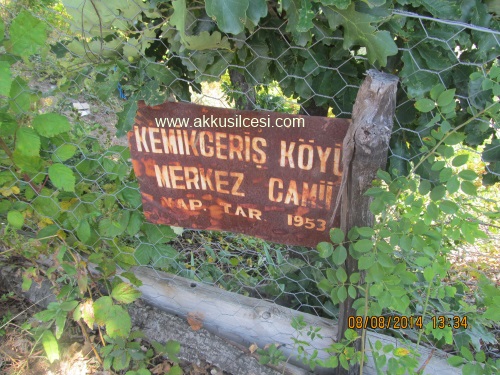 www.akkusilcesi.com
KEMİKGERİŞ KÖYÜ
MERKEZ CAMİİ
YAP. TAR. 1953
08/08/2014 13:34